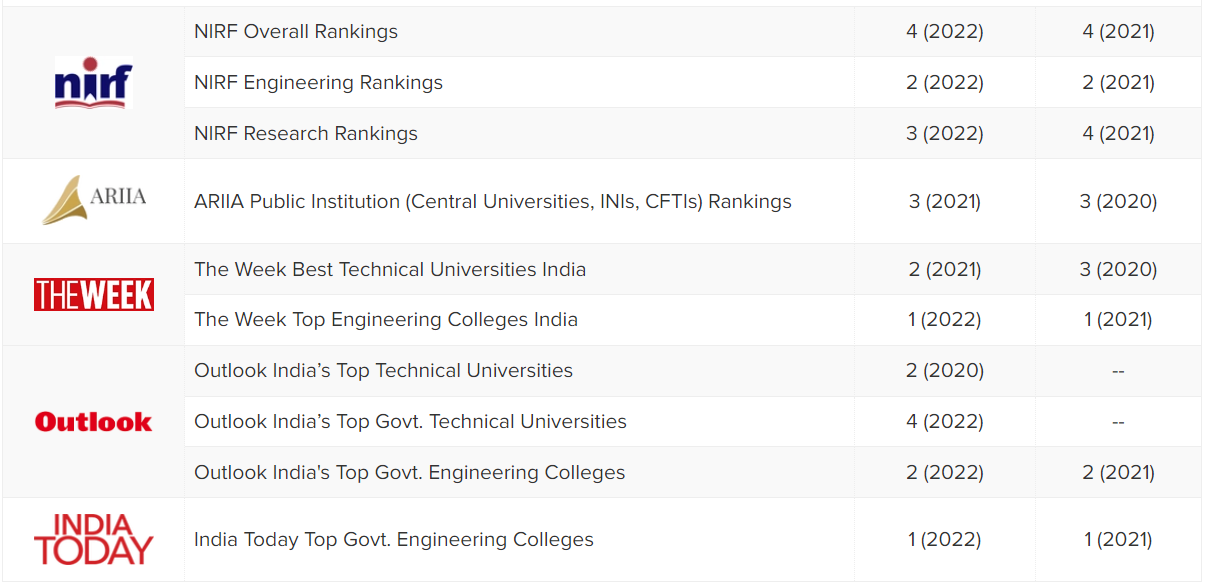 nirf
NIRF Overall Rankings 4 (2022) 4 (2021)
NIRF Engineering Rankings 2 (2022) 2 (2021)
NIRF Research Rankings 3 (2022) 4 (2021)
ARIIA
ARIIA Public Institution (Central Universities, INIs, CFTIs) Rankings 3 (2021) 3 (2020)
THE WEEK
The Week Best Technical Universities India 2 (2021) 3 (2020)
The Week Top Engineering Colleges India 1 (2022) 1 (2021)
Outlook
Outlook India’s Top Technical Universities 2 (2020) --
Outlook India’s Top Govt. Technical Universities 4 (2022) --
Outlook India's Top Govt. Engineering Colleges 2 (2022) 2 (2021)
INDIA
TODAY
India Today Top Govt. Engineering Colleges 1 (2022) 1 (2021)